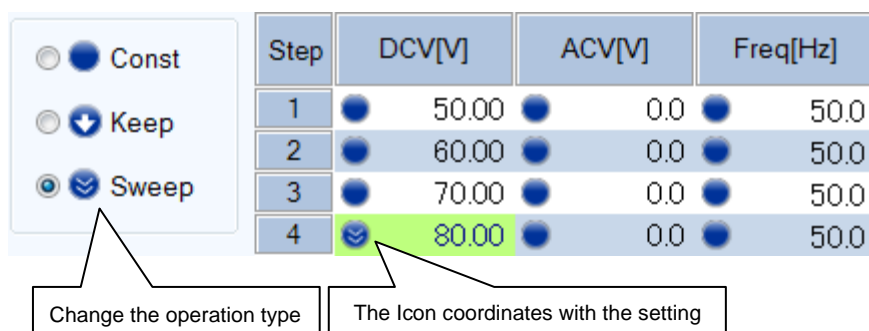 Const
Keep
Sweep
Step DCV[V] ACV[V] Freq[Hz]
1 50.00 0.0 50.0
2 60.00 0.0 50.0
3 70.00 0.0 50.0
4 80.00 0.0 50.0
Change the operation type
The Icon coordinates with the setting